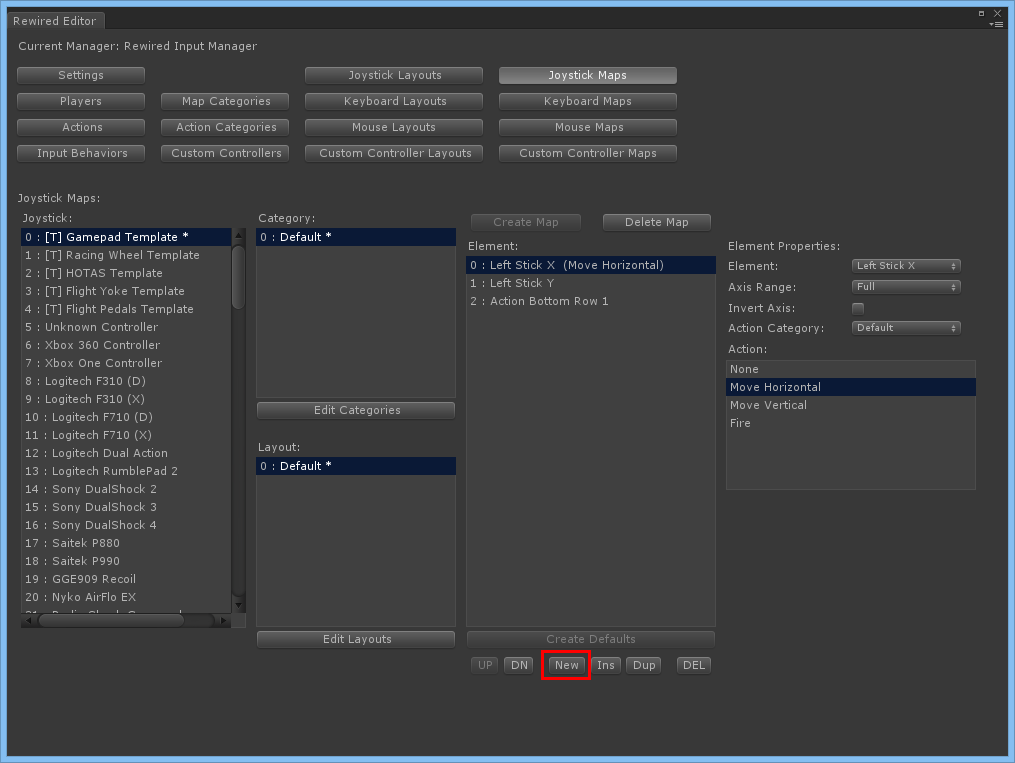 Rewired Editor
Current Manager: Rewired Input Manager
Settings
Joystick Layouts
Joystick Maps
Players
Map Categories
Keyboard Layouts
Keyboard Maps
Actions
Action Categories
Mouse Layouts
Mouse Maps
Input Behaviors
Custom Controllers
Custom Controller Layouts
Custom Controller Maps
Joystick Maps:
Joystick:
0 : [T] Gamepad Template *
1 : [T] Racing Wheel Template
2 : [T] HOTAS Template
3 : [T] Flight Yoke Template
4 : [T] Flight Pedals Template
5 : Unknown Controller
6 : Xbox 360 Controller
7 : Xbox One Controller
8 : Logitech F310 (D)
9 : Logitech F310 (X)
10 : Logitech F710 (D)
11 : Logitech F710 (X)
12 : Logitech Dual Action
13 : Logitech RumblePad 2
14 : Sony DualShock 2
15 : Sony DualShock 3
16 : Sony DualShock 4
17 : Saitek P880
18 : Saitek P990
19 : GGE909 Recoil
20 : Nyko AirFlo EX
Category:
0 : Default *
Edit Categories
Layout:
0 : Default *
Edit Layouts
Create Map
Delete Map
Element:
0 : Left Stick X  (Move Horizontal)
1 : Left Stick Y
2 : Action Bottom Row 1
Create Defaults
UP
DN
New
Ins
Dup
DEL
Element Properties:
Element: Left Stick X
Axis Range: Full
Invert Axis:
Action Category: Default
Action:
None
Move Horizontal
Move Vertical
Fire